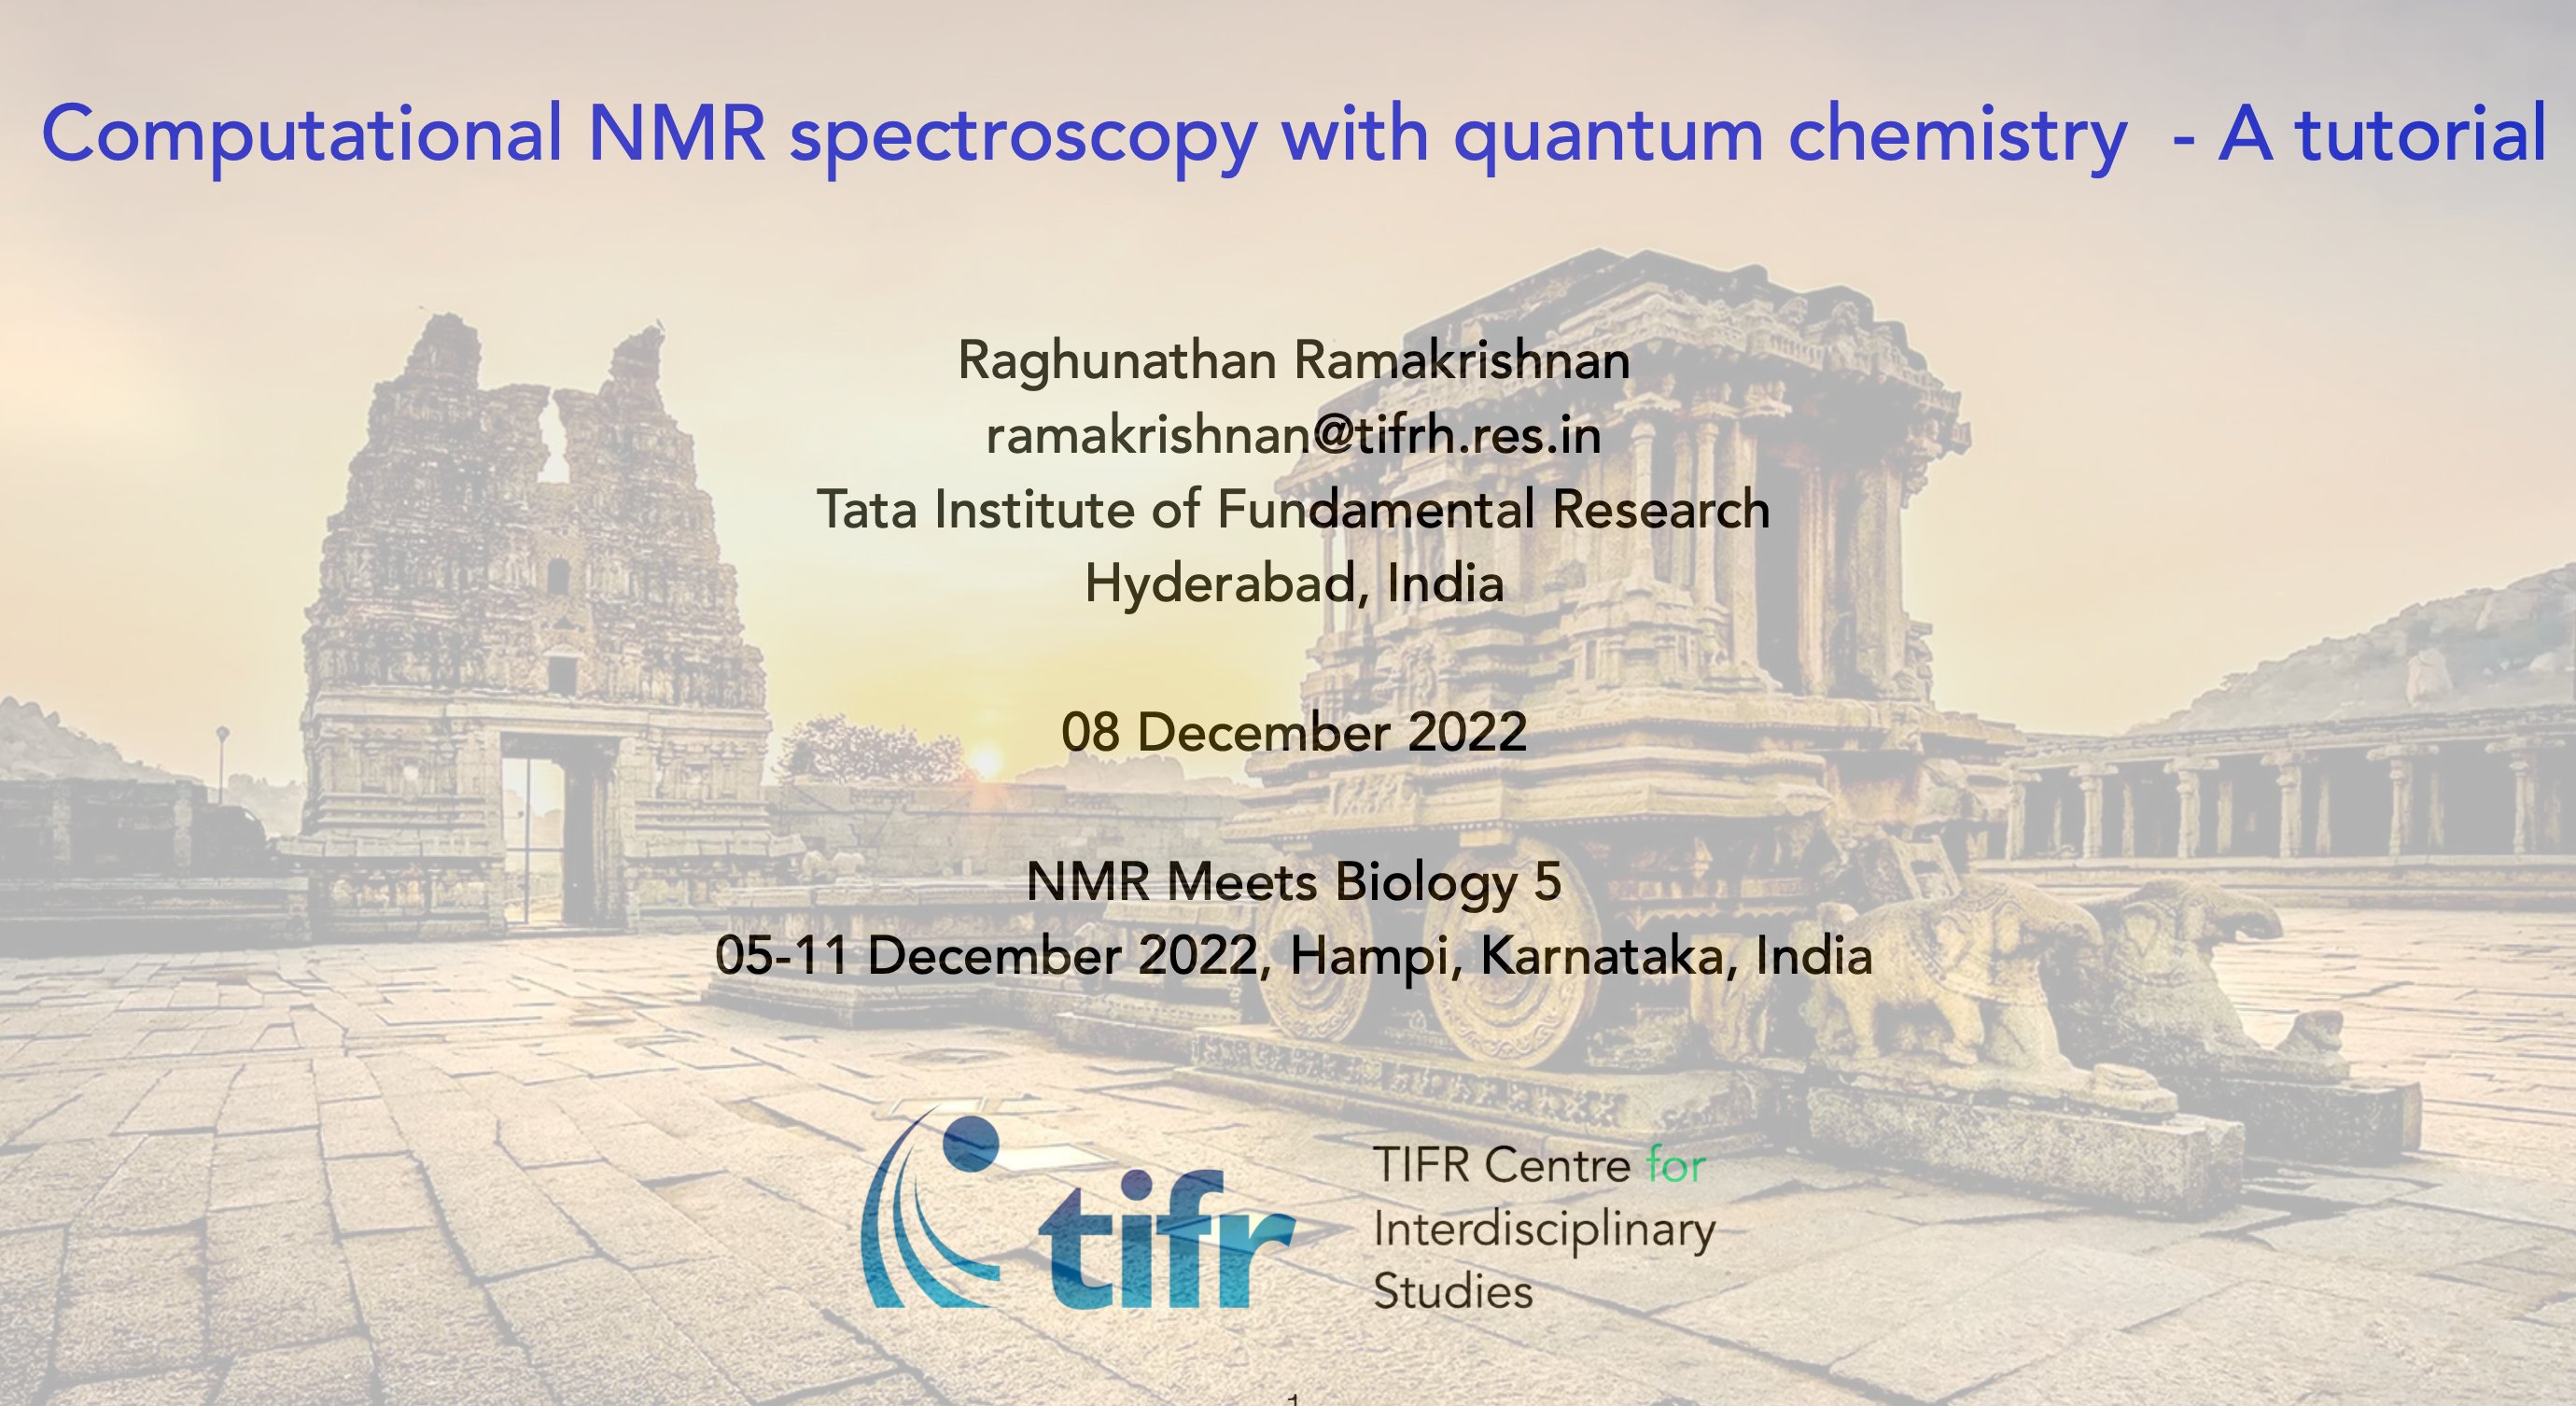 Computational NMR spectroscopy with quantum chemistry  - A tutorial
Raghunathan Ramakrishnan
ramakrishnan@tifrh.res.in
Tata Institute of Fundamental Research
Hyderabad, India
08 December 2022
NMR Meets Biology 5
05-11 December 2022, Hampi, Karnataka, India
tifr
TIFR Centre for
Interdisciplinary
Studies
1